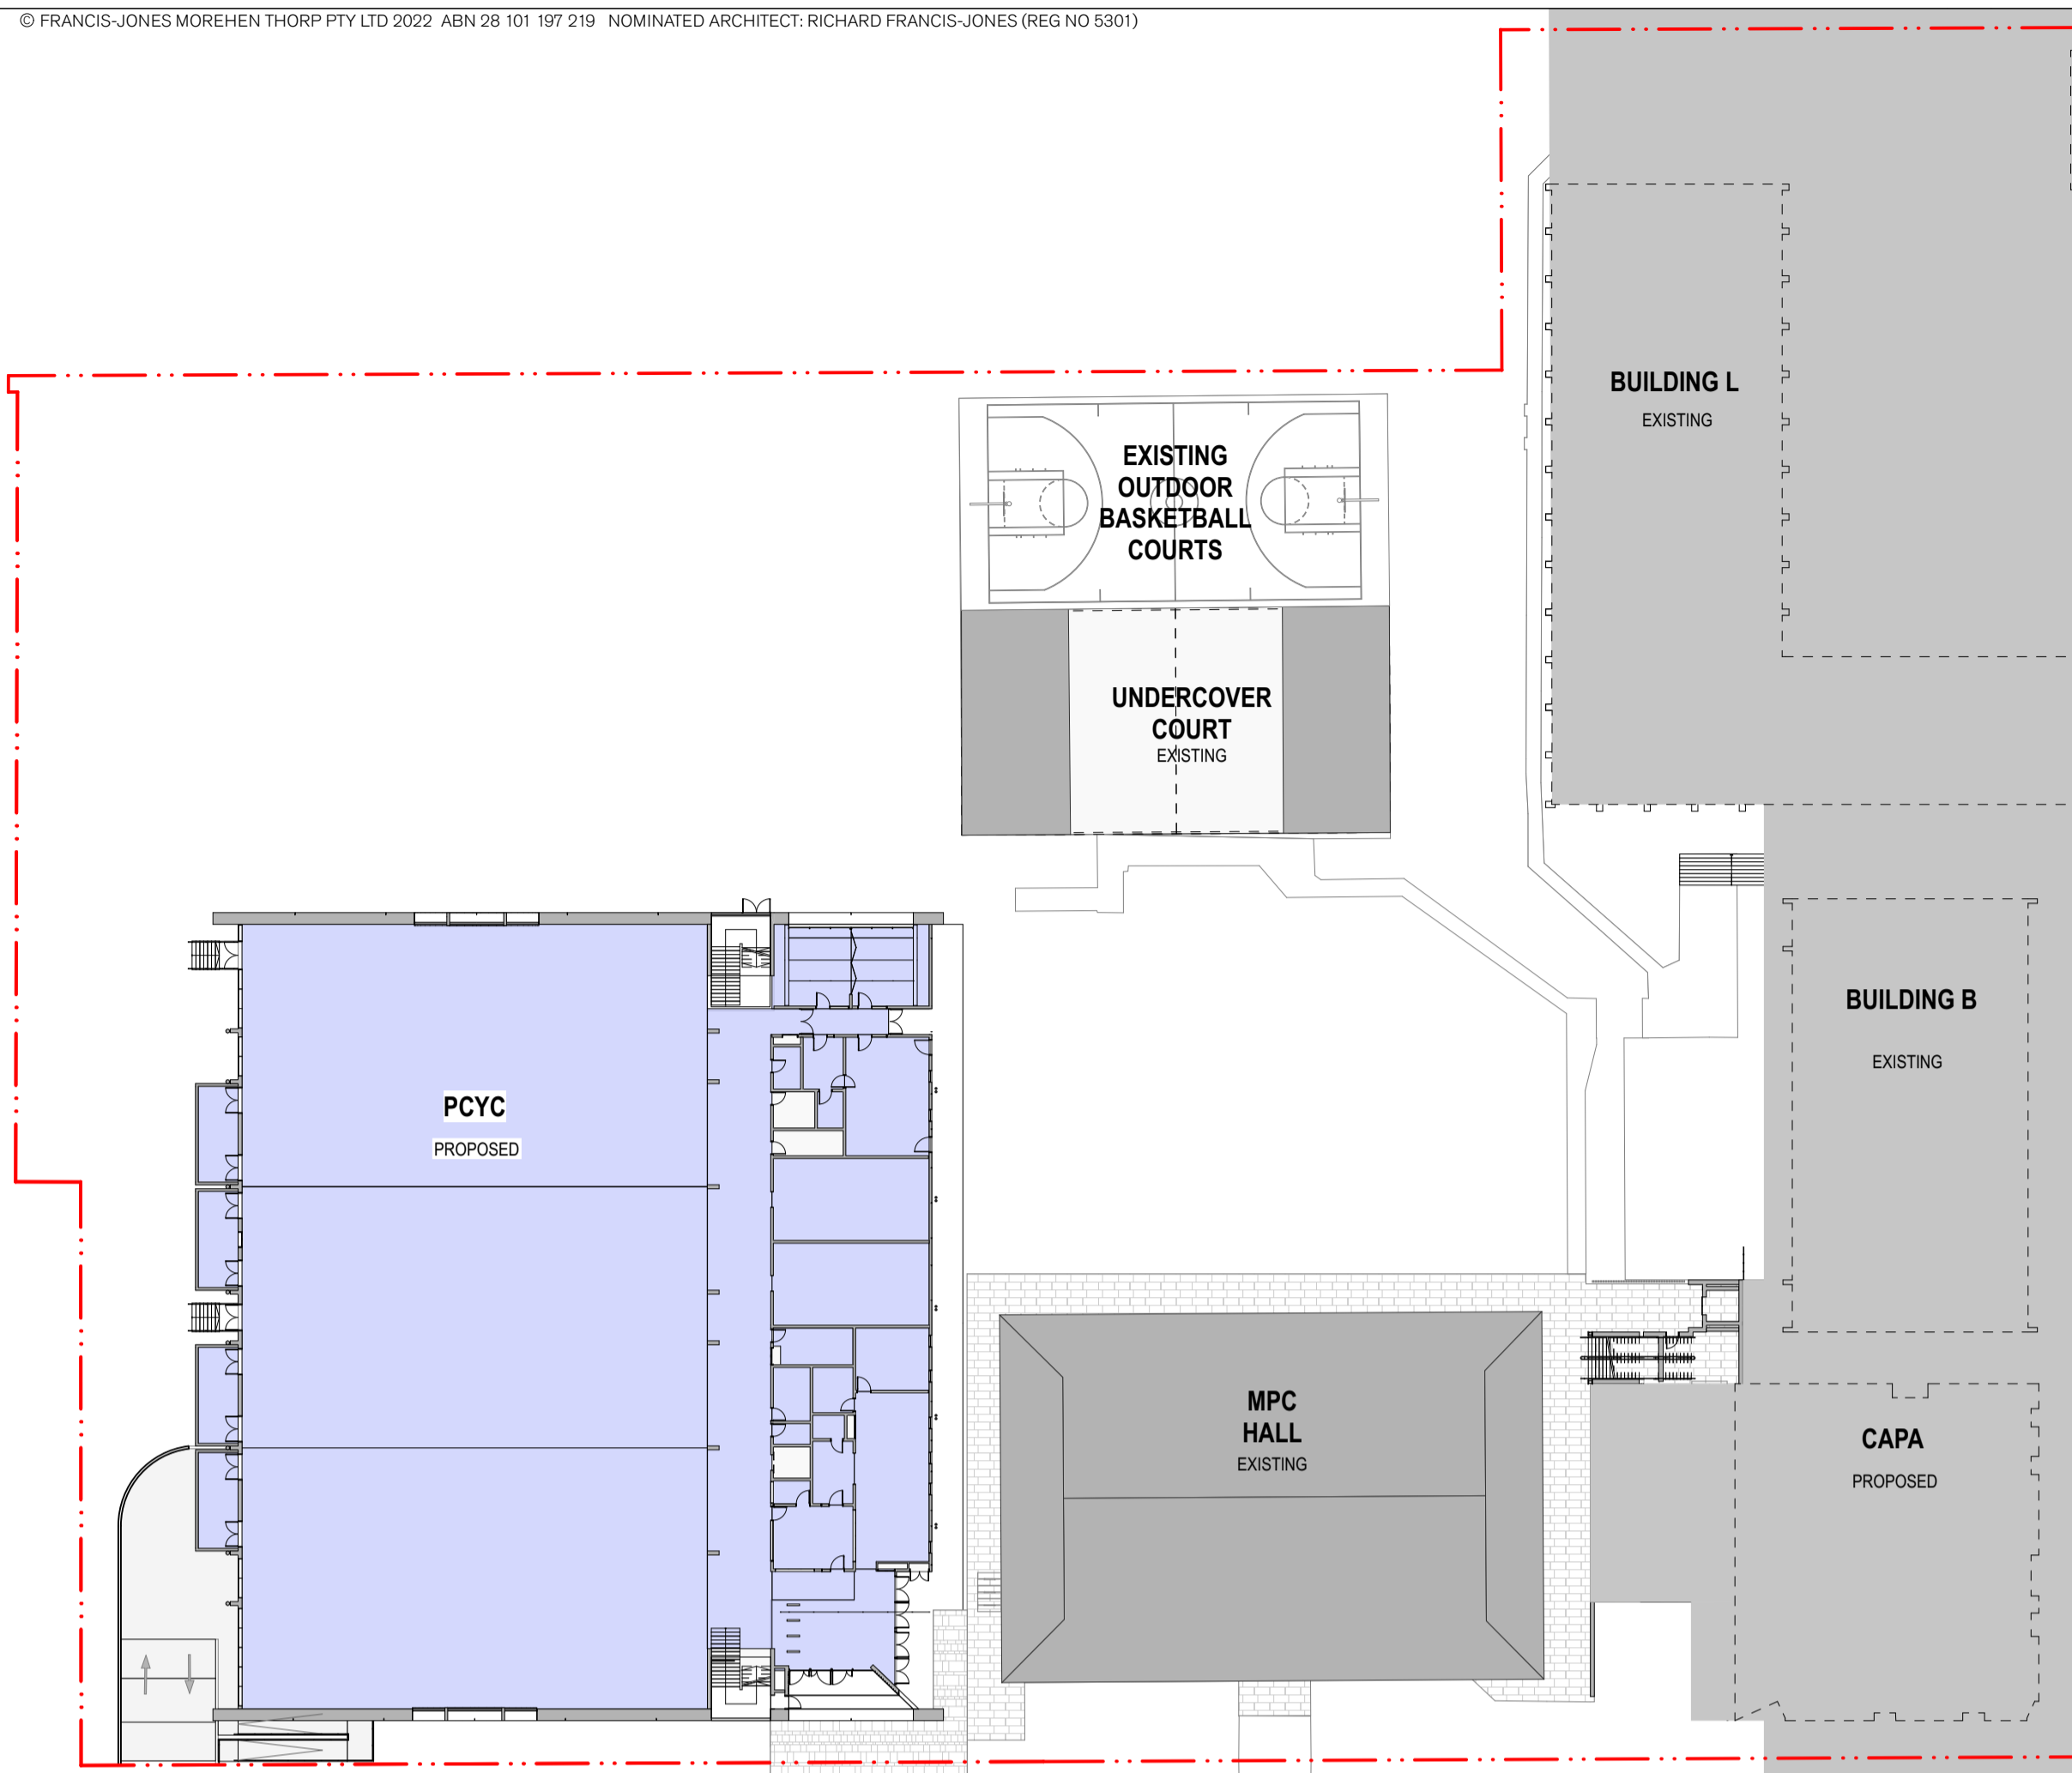 © FRANCIS-JONES MOREHEN THORP PTY LTD 2022 ABN 28 101 197 219 NOMINATED ARCHITECT: RICHARD FRANCIS-JONES (REG NO 5301)
BUILDING L
EXISTING
EXISTING
OUTDOOR
BASKETBALL
COURTS
UNDERCOVER
COURT
EXISTING
BUILDING B
EXISTING
PCYC
PROPOSED
MPC
HALL
EXISTING
CAPA
PROPOSED